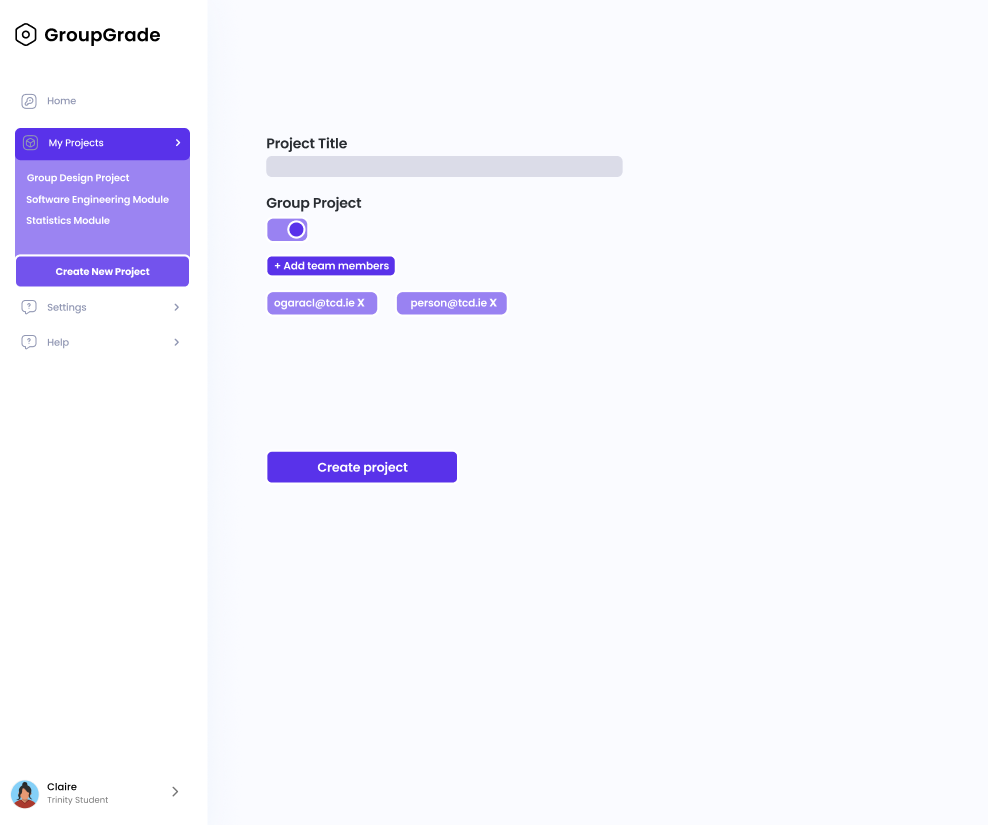 GroupGrade
Home
My Projects
Group Design Project
Software Engineering Module
Statistics Module
Create New Project
Settings
Help
Project Title
Group Project
+ Add team members
ogaracl@tcd.ie X
person@tcd.ie X
Create project
Claire
Trinity Student